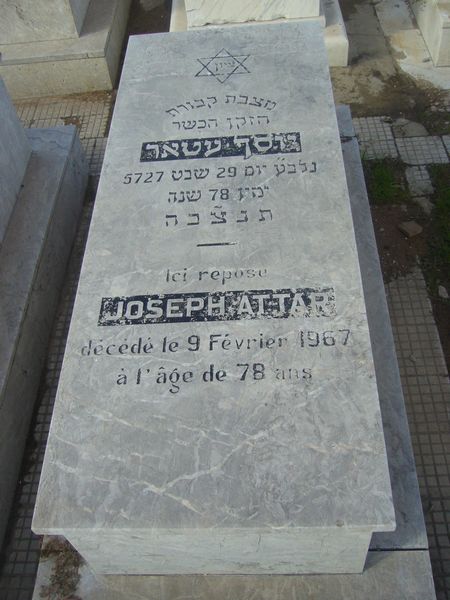 ציון
מצבת קבורת
הזקן הכשר
יוסף עטאר
נלב״ע יום 29 שבט 5727
ימיו 78 שנה
תנצבה
Ici repose
JOSEPH ATTAR
décédé le 9 Février 1967
à l'âge de 78 ans